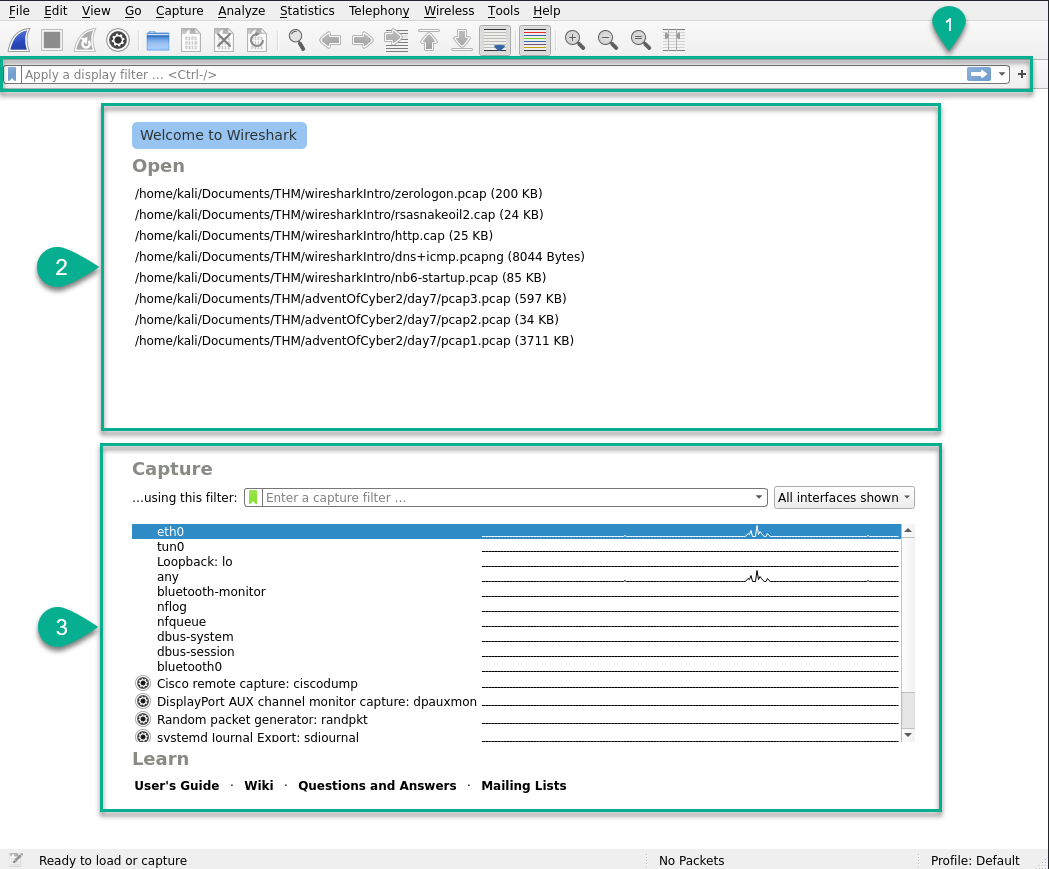 File Edit View Go Capture Analyze Statistics Telephony Wireless Tools Help
1
Apply a display filter … <Ctrl-/>
+
Welcome to Wireshark
Open
/home/kali/Documents/THM/wiresharkIntro/zerologon.pcap (200 KB)
/home/kali/Documents/THM/wiresharkIntro/rsasnakeoil2.cap (24 KB)
/home/kali/Documents/THM/wiresharkIntro/http.cap (25 KB)
2
/home/kali/Documents/THM/wiresharkIntro/dns+icmp.pcapng (8044 Bytes)
/home/kali/Documents/THM/wiresharkIntro/nb6-startup.pcap (85 KB)
/home/kali/Documents/THM/adventOfCyber2/day7/pcap3.pcap (597 KB)
/home/kali/Documents/THM/adventOfCyber2/day7/pcap2.pcap (34 KB)
/home/kali/Documents/THM/adventOfCyber2/day7/pcap1.pcap (3711 KB)
Capture
…using this filter: Enter a capture filter … All interfaces shown
eth0
tun0
Loopback: lo
any
bluetooth-monitor
nflog
nfqueue
3
dbus-system
dbus-session
bluetooth0
Cisco remote capture: ciscodump
DisplayPort AUX channel monitor capture: dpauxmon
Random packet generator: randpkt
systemd Journal Export: sdjournal
Learn
User's Guide · Wiki · Questions and Answers · Mailing Lists
Ready to load or capture No Packets Profile: Default